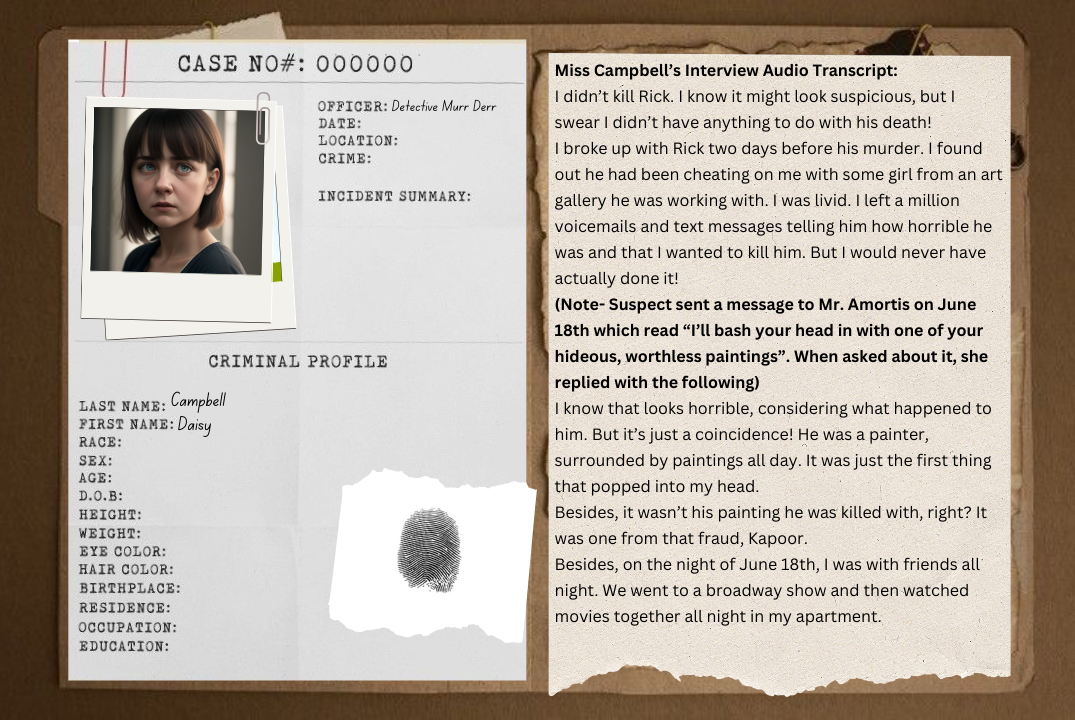 CASE NO#: 000000
OFFICER: Detective Murr Derr
DATE:
LOCATION:
CRIME:
INCIDENT SUMMARY:
CRIMINAL PROFILE
LAST NAME: Campbell
FIRST NAME: Daisy
RACE:
SEX:
AGE:
D.O.B:
HEIGHT:
WEIGHT:
EYE COLOR:
HAIR COLOR:
BIRTHPLACE:
RESIDENCE:
OCCUPATION:
EDUCATION:
Miss Campbell’s Interview Audio Transcript:
I didn’t kill Rick. I know it might look suspicious, but I
swear I didn’t have anything to do with his death!
I broke up with Rick two days before his murder. I found
out he had been cheating on me with some girl from an art
gallery he was working with. I was livid. I left a million
voicemails and text messages telling him how horrible he
was and that I wanted to kill him. But I would never have
actually done it!
(Note- Suspect sent a message to Mr. Amortis on June
18th which read “I’ll bash your head in with one of your
hideous, worthless paintings”. When asked about it, she
replied with the following)
I know that looks horrible, considering what happened to
him. But it’s just a coincidence! He was a painter,
surrounded by paintings all day. It was just the first thing
that popped into my head.
Besides, it wasn’t his painting he was killed with, right? It
was one from that fraud, Kapoor.
Besides, on the night of June 18th, I was with friends all
night. We went to a broadway show and then watched
movies together all night in my apartment.